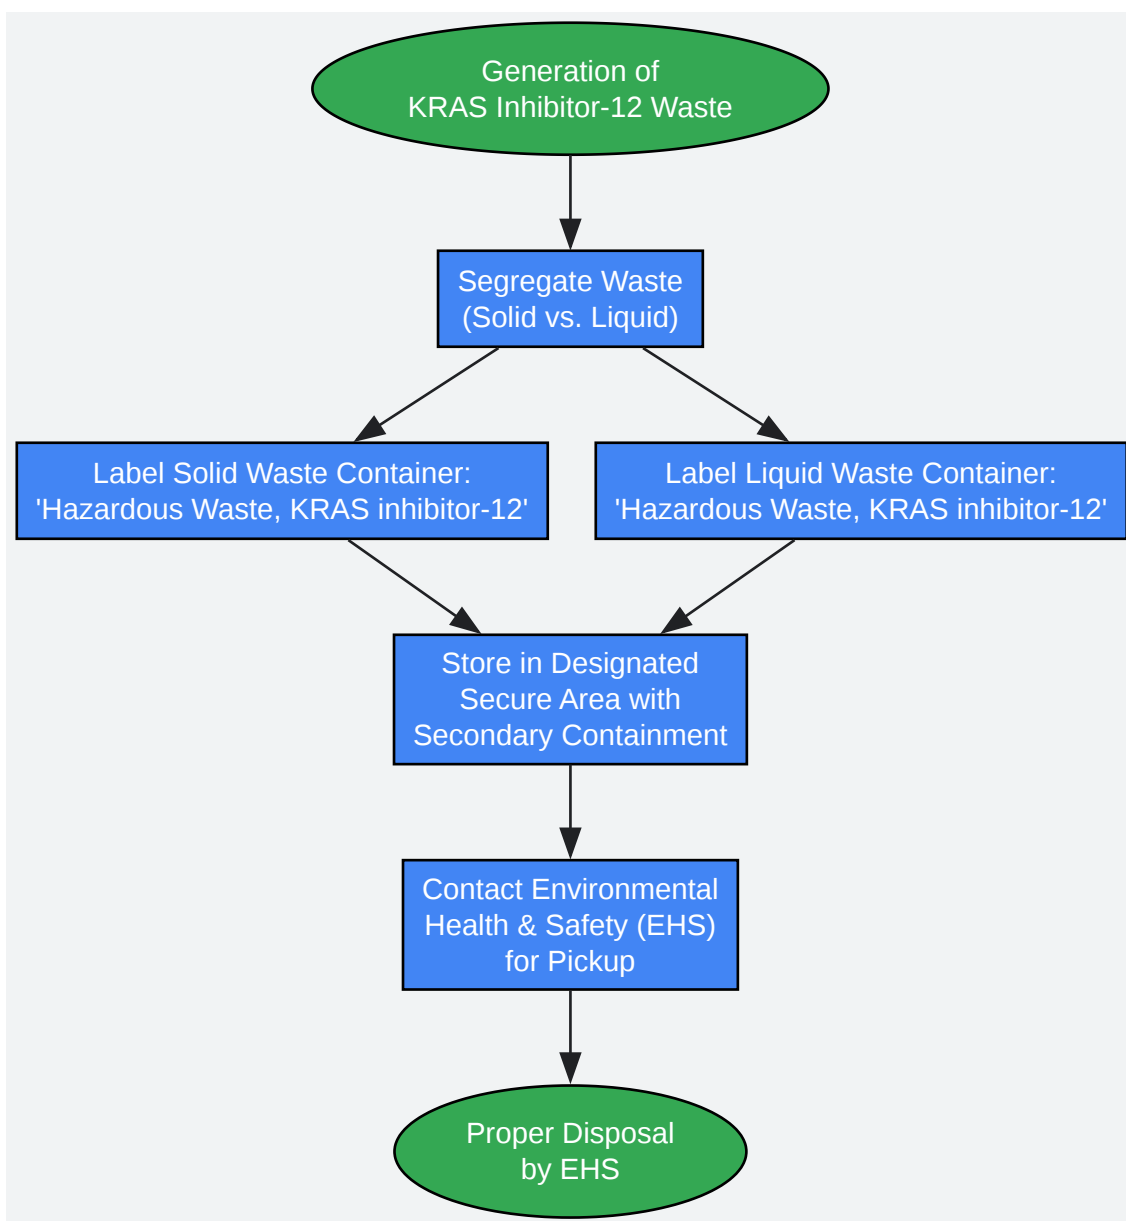 Generation of
KRAS Inhibitor-12 Waste
Segregate Waste
(Solid vs. Liquid)
Label Solid Waste Container:
'Hazardous Waste, KRAS inhibitor-12'
Label Liquid Waste Container:
'Hazardous Waste, KRAS inhibitor-12'
Store in Designated
Secure Area with
Secondary Containment
Contact Environmental
Health & Safety (EHS)
for Pickup
Proper Disposal
by EHS